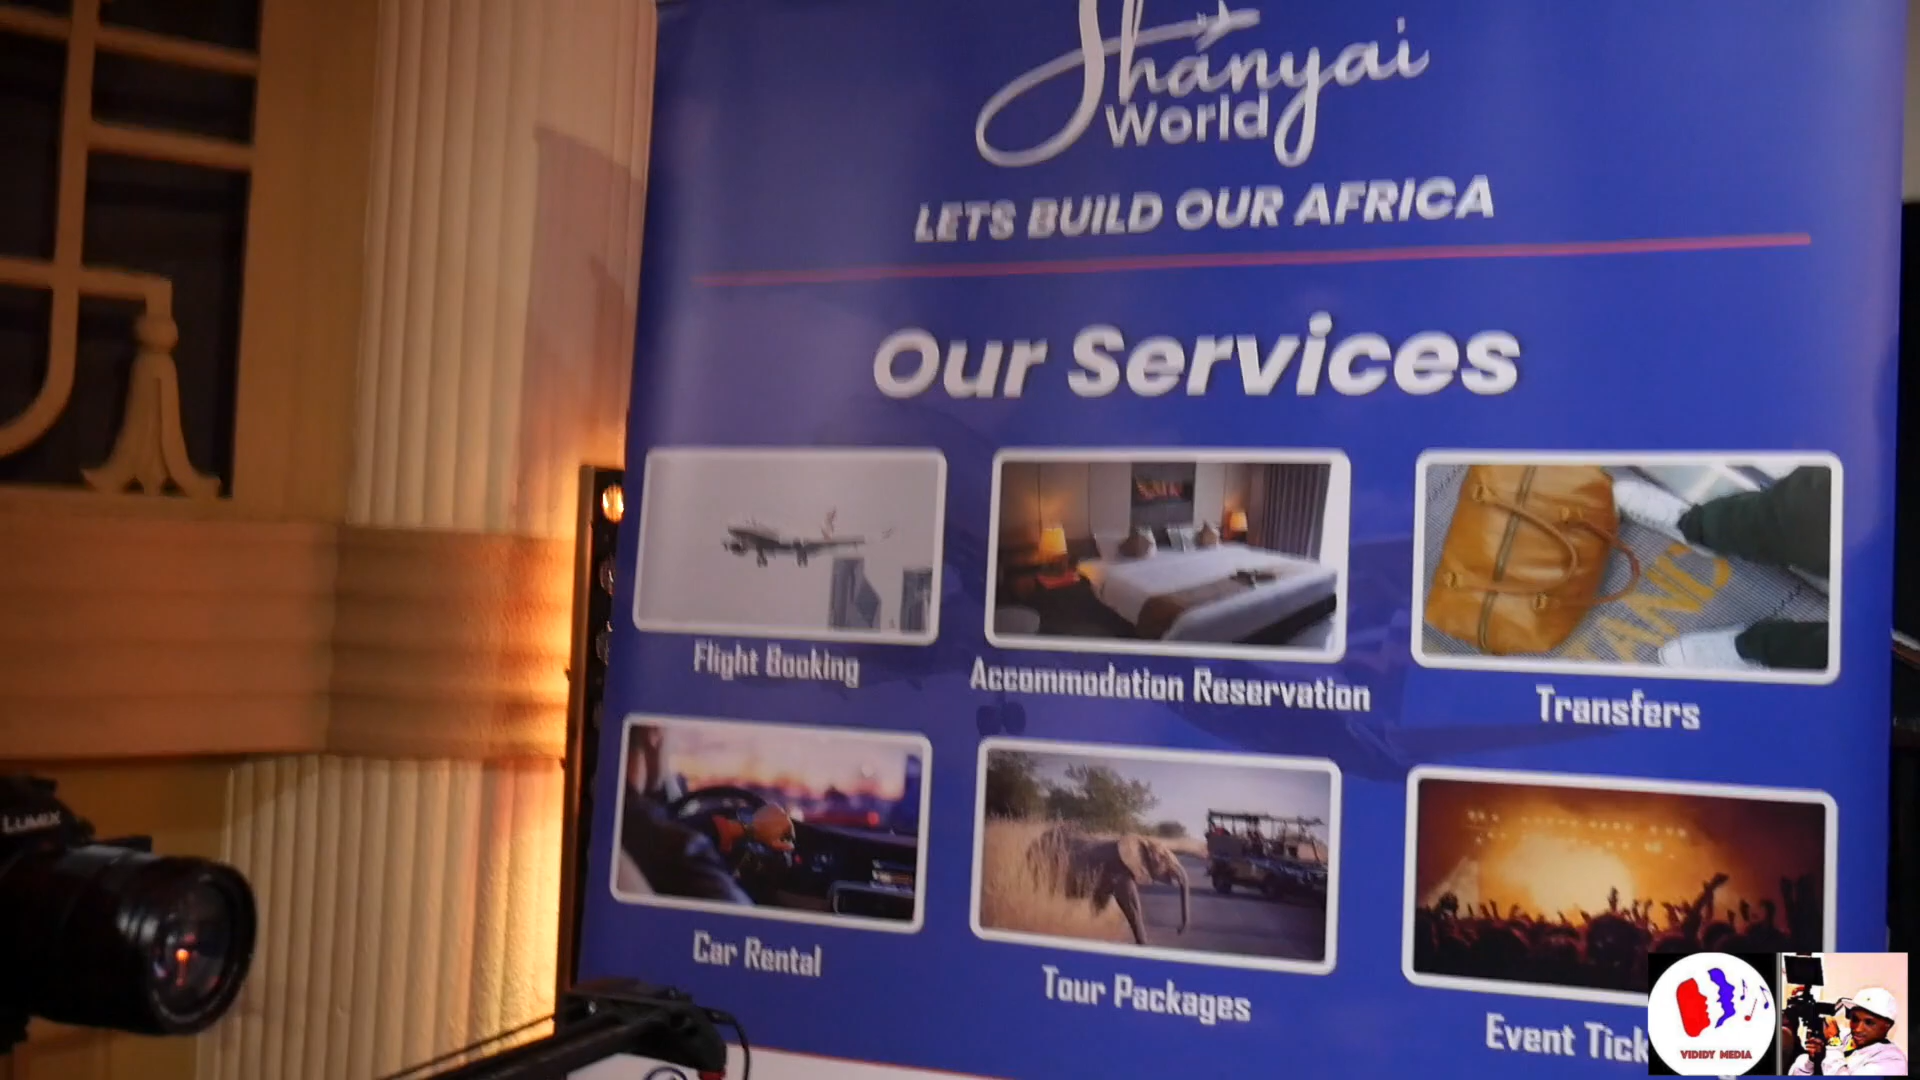 Shanyai
World
LETS BUILD OUR AFRICA
Our Services
Flight Booking
Accommodation Reservation
Transfers
Car Rental
Tour Packages
Event
LUMIX
VIDIDY MEDIA